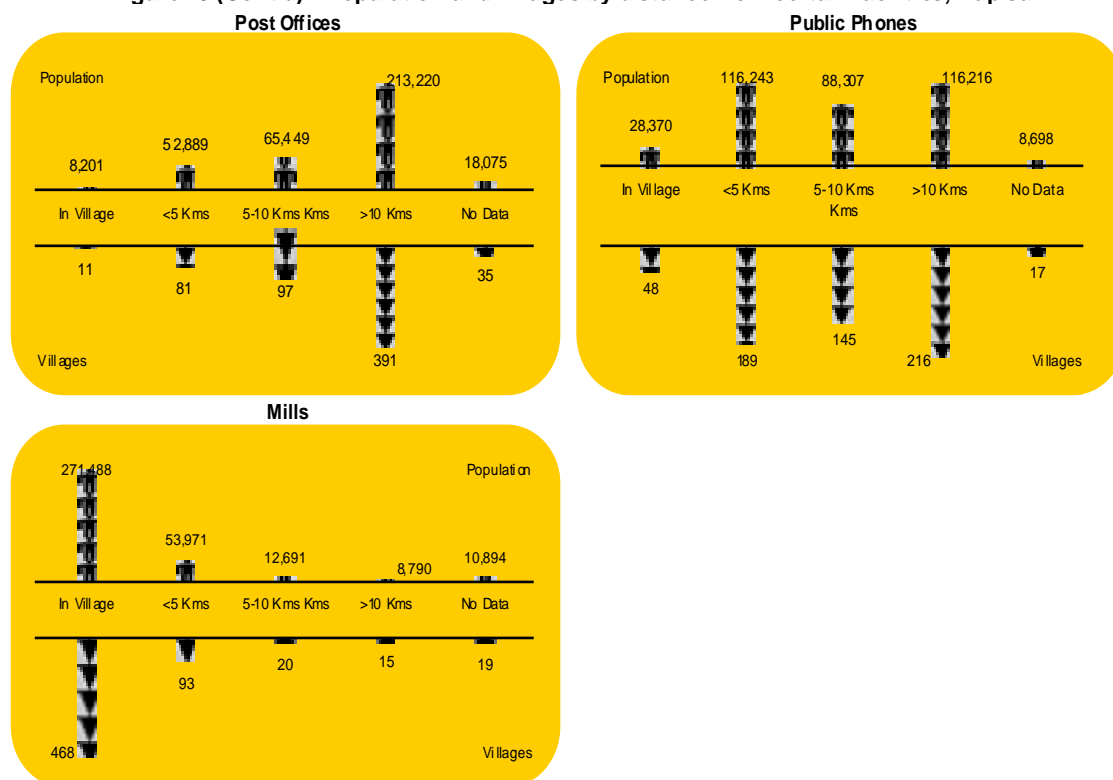 Post Offices
Population
213,220
52,889
65,449
8,201
18,075
In Village <5 Kms 5-10 Kms Kms >10 Kms No Data
11
81
97
35
391
Villages
Public Phones
Population
116,243
88,307
116,216
28,370
8,698
In Village <5 Kms 5-10 Kms >10 Kms No Data
Kms
48
17
145
189
216
Villages
Mills
271,488
Population
53,971
12,691
8,790
10,894
In Village <5 Kms 5-10 Kms Kms >10 Kms No Data
20
15
19
93
468
Villages